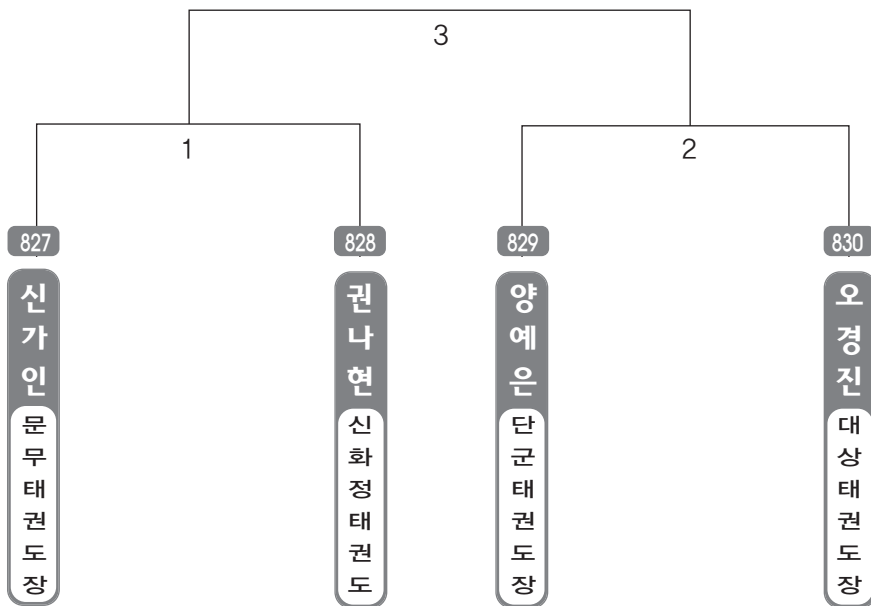 3
1
2
827
828
829
830
신가인
권나현
양예은
오경진
문무태권도장
신화정태권도
단군태권도장
대상태권도장